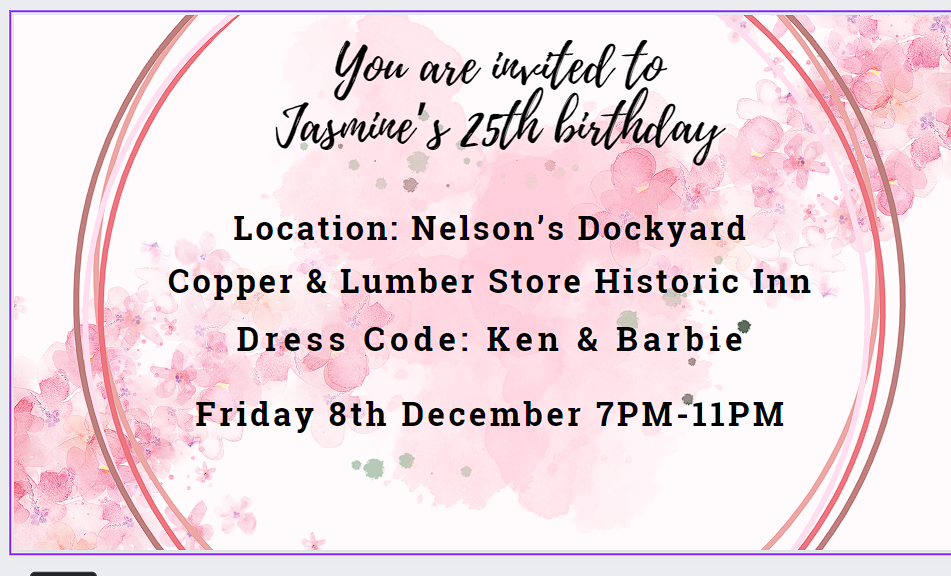 You are invited to
Jasmine's 25th birthday
Location: Nelson’s Dockyard
Copper & Lumber Store Historic Inn
Dress Code: Ken & Barbie
Friday 8th December 7PM-11PM